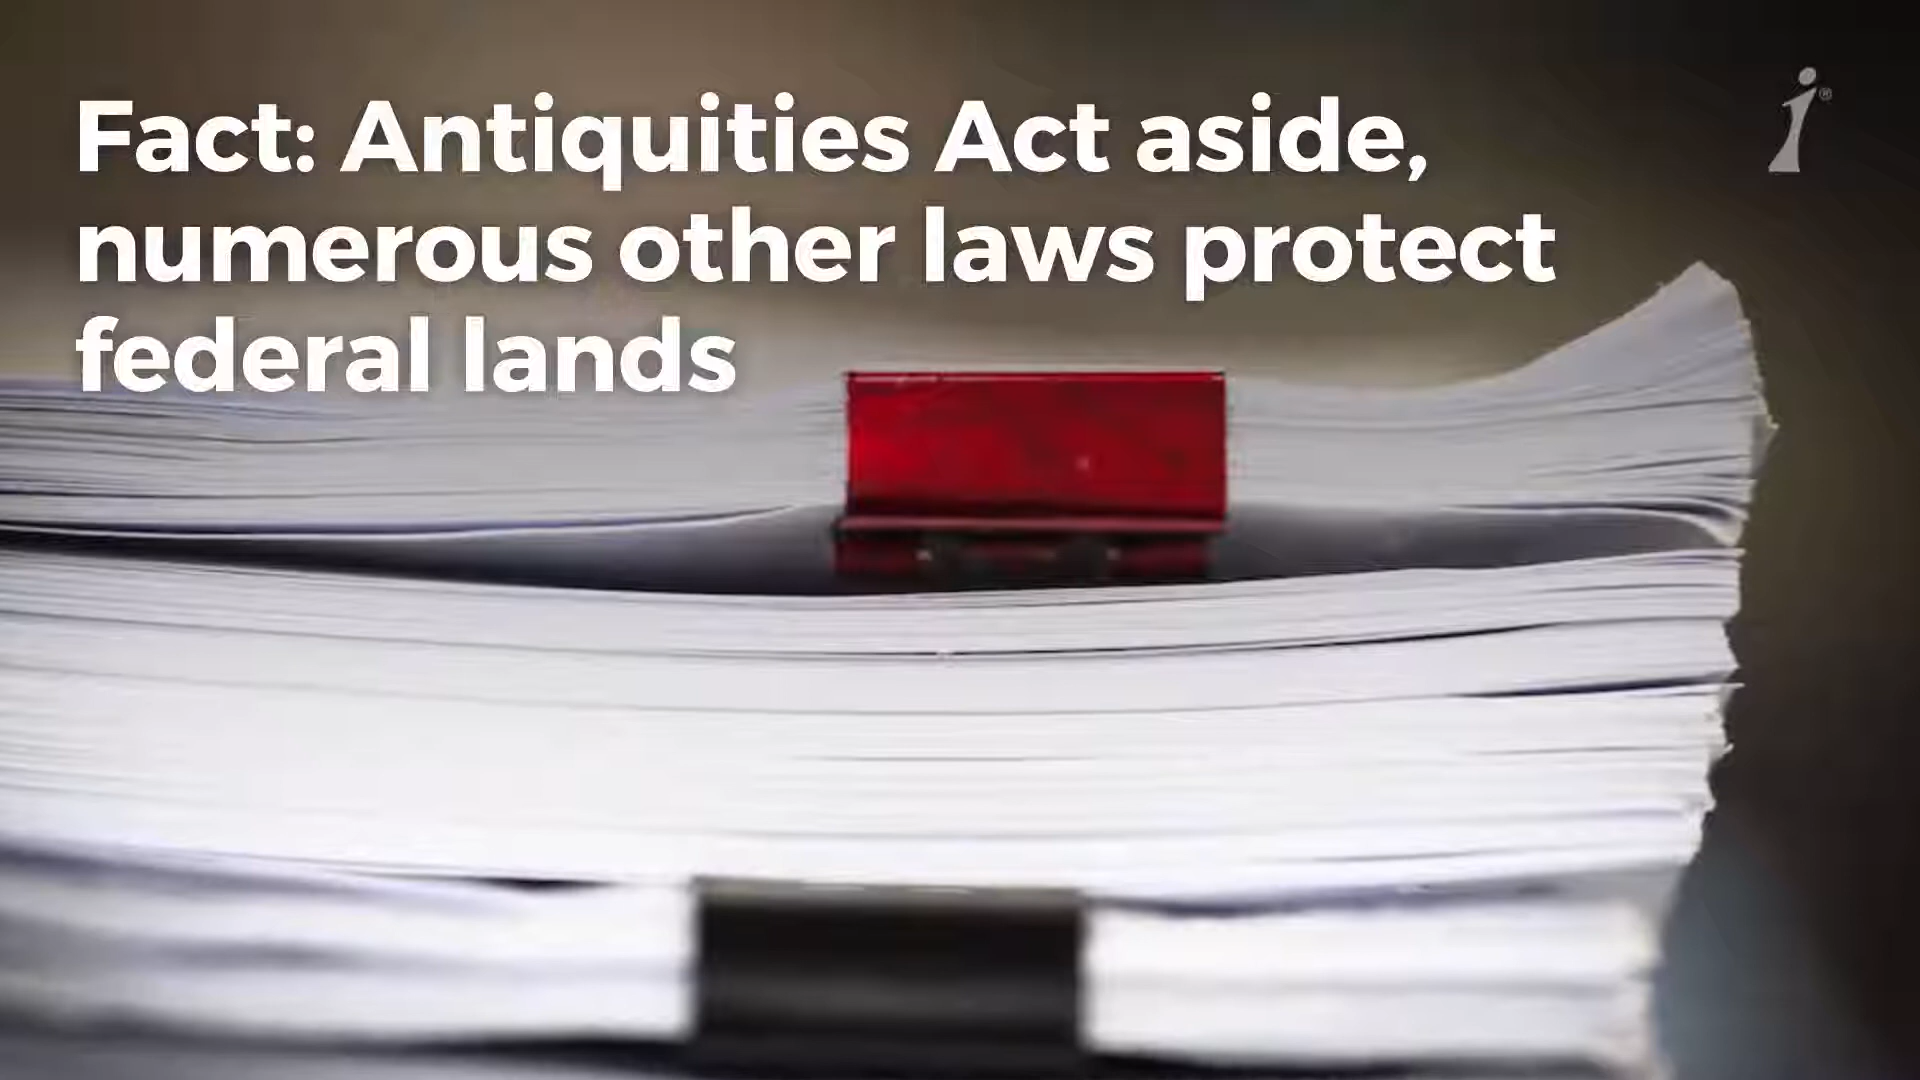 Fact: Antiquities Act aside,
numerous other laws protect
federal lands